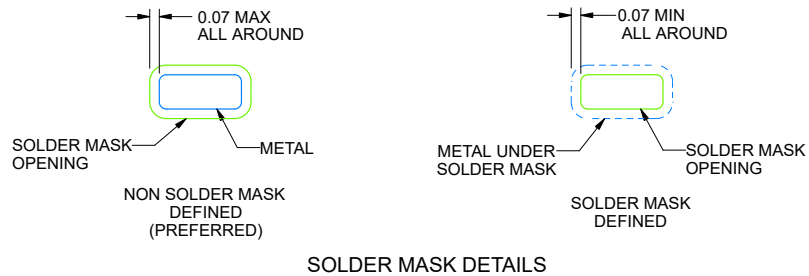 0.07 MAX
ALL AROUND
SOLDER MASK
OPENING
METAL
NON SOLDER MASK
DEFINED
(PREFERRED)
0.07 MIN
ALL AROUND
METAL UNDER
SOLDER MASK
SOLDER MASK
OPENING
SOLDER MASK
DEFINED
SOLDER MASK DETAILS